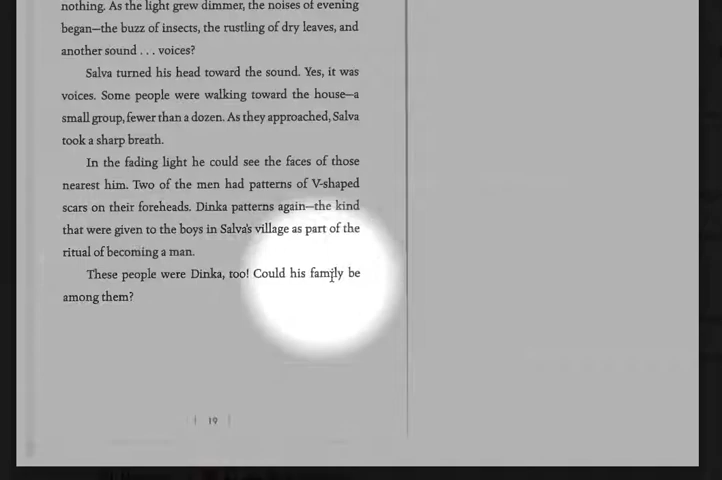 nothing. As the light grew dimmer, the noises of evening
began—the buzz of insects, the rustling of dry leaves, and
another sound . . . voices?
Salva turned his head toward the sound. Yes, it was
voices. Some people were walking toward the house—a
small group, fewer than a dozen. As they approached, Salva
took a sharp breath.
In the fading light he could see the faces of those
nearest him. Two of the men had patterns of V-shaped
scars on their foreheads. Dinka patterns again—the kind
that were given to the boys in Salva's village as part of the
ritual of becoming a man.
These people were Dinka, too! Could his family be
among them?
| 19 |